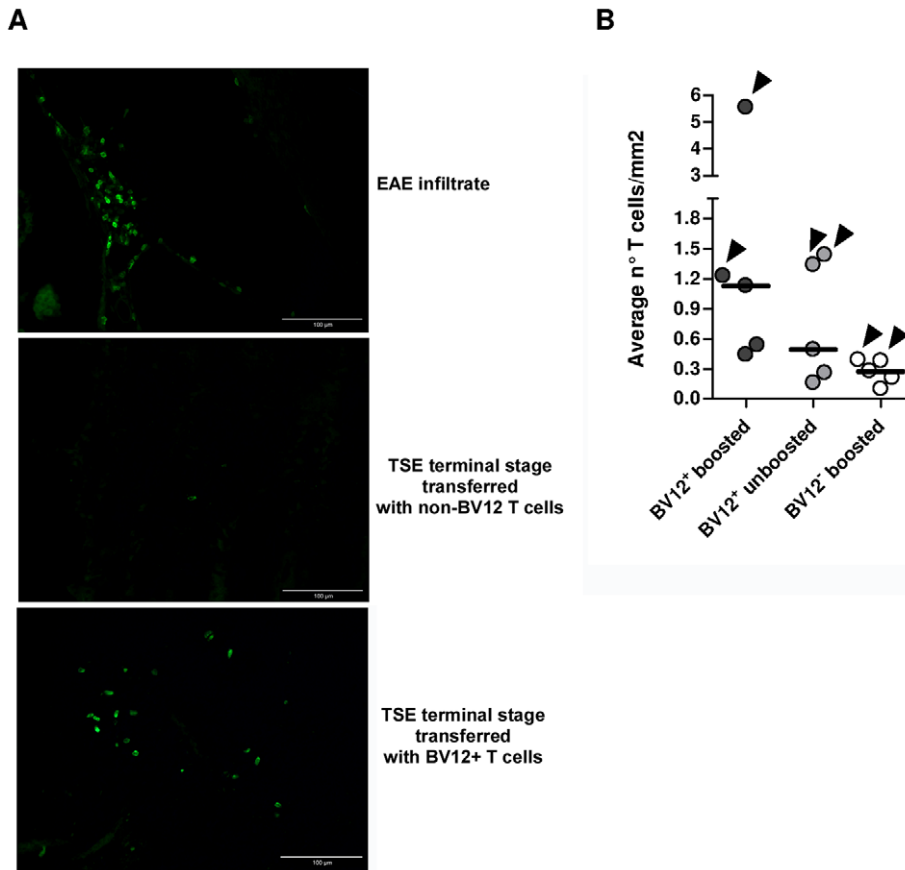 A
B
EAE infiltrate
100 µm
TSE terminal stage
transferred
with non-BV12 T cells
100 µm
TSE terminal stage
transferred
with BV12+ T cells
100 µm
Average n° T cells/mm2
6
5
4
3
1.8
1.5
1.2
0.9
0.6
0.3
0.0
BV12⁺ boosted
BV12⁺ unboosted
BV12⁻ boosted